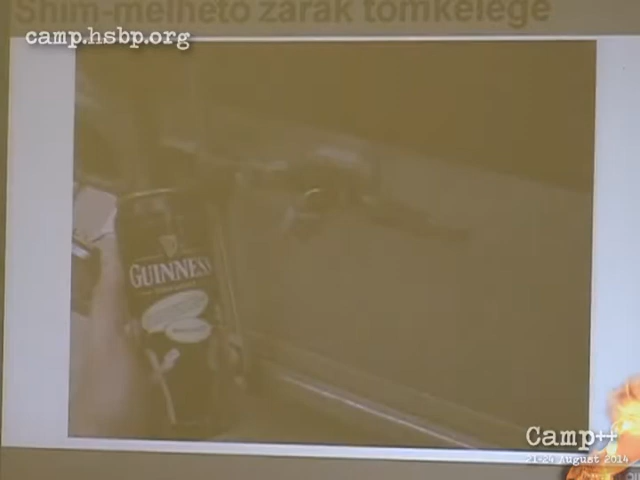 Shim-melhető zárak tömkelege
camp.hsbp.org
GUINNESS
Camp++
21-24 August 2014